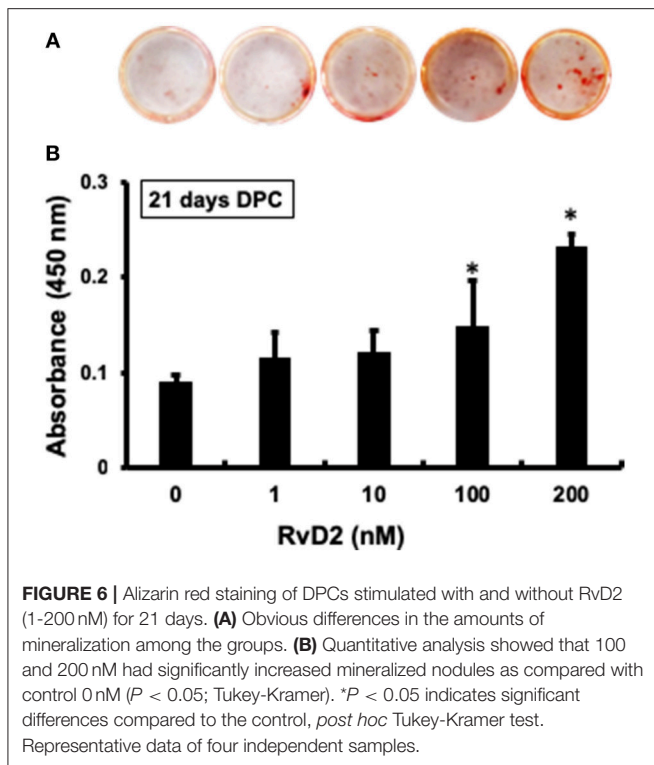 A
B
0.3
0.2
0.1
0
Absorbance (450 nm)
21 days DPC
*
*
0 1 10 100 200
RvD2 (nM)
FIGURE 6 | Alizarin red staining of DPCs stimulated with and without RvD2
(1-200 nM) for 21 days. (A) Obvious differences in the amounts of
mineralization among the groups. (B) Quantitative analysis showed that 100
and 200 nM had significantly increased mineralized nodules as compared with
control 0 nM (P < 0.05; Tukey-Kramer). *P < 0.05 indicates significant
differences compared to the control, post hoc Tukey-Kramer test.
Representative data of four independent samples.